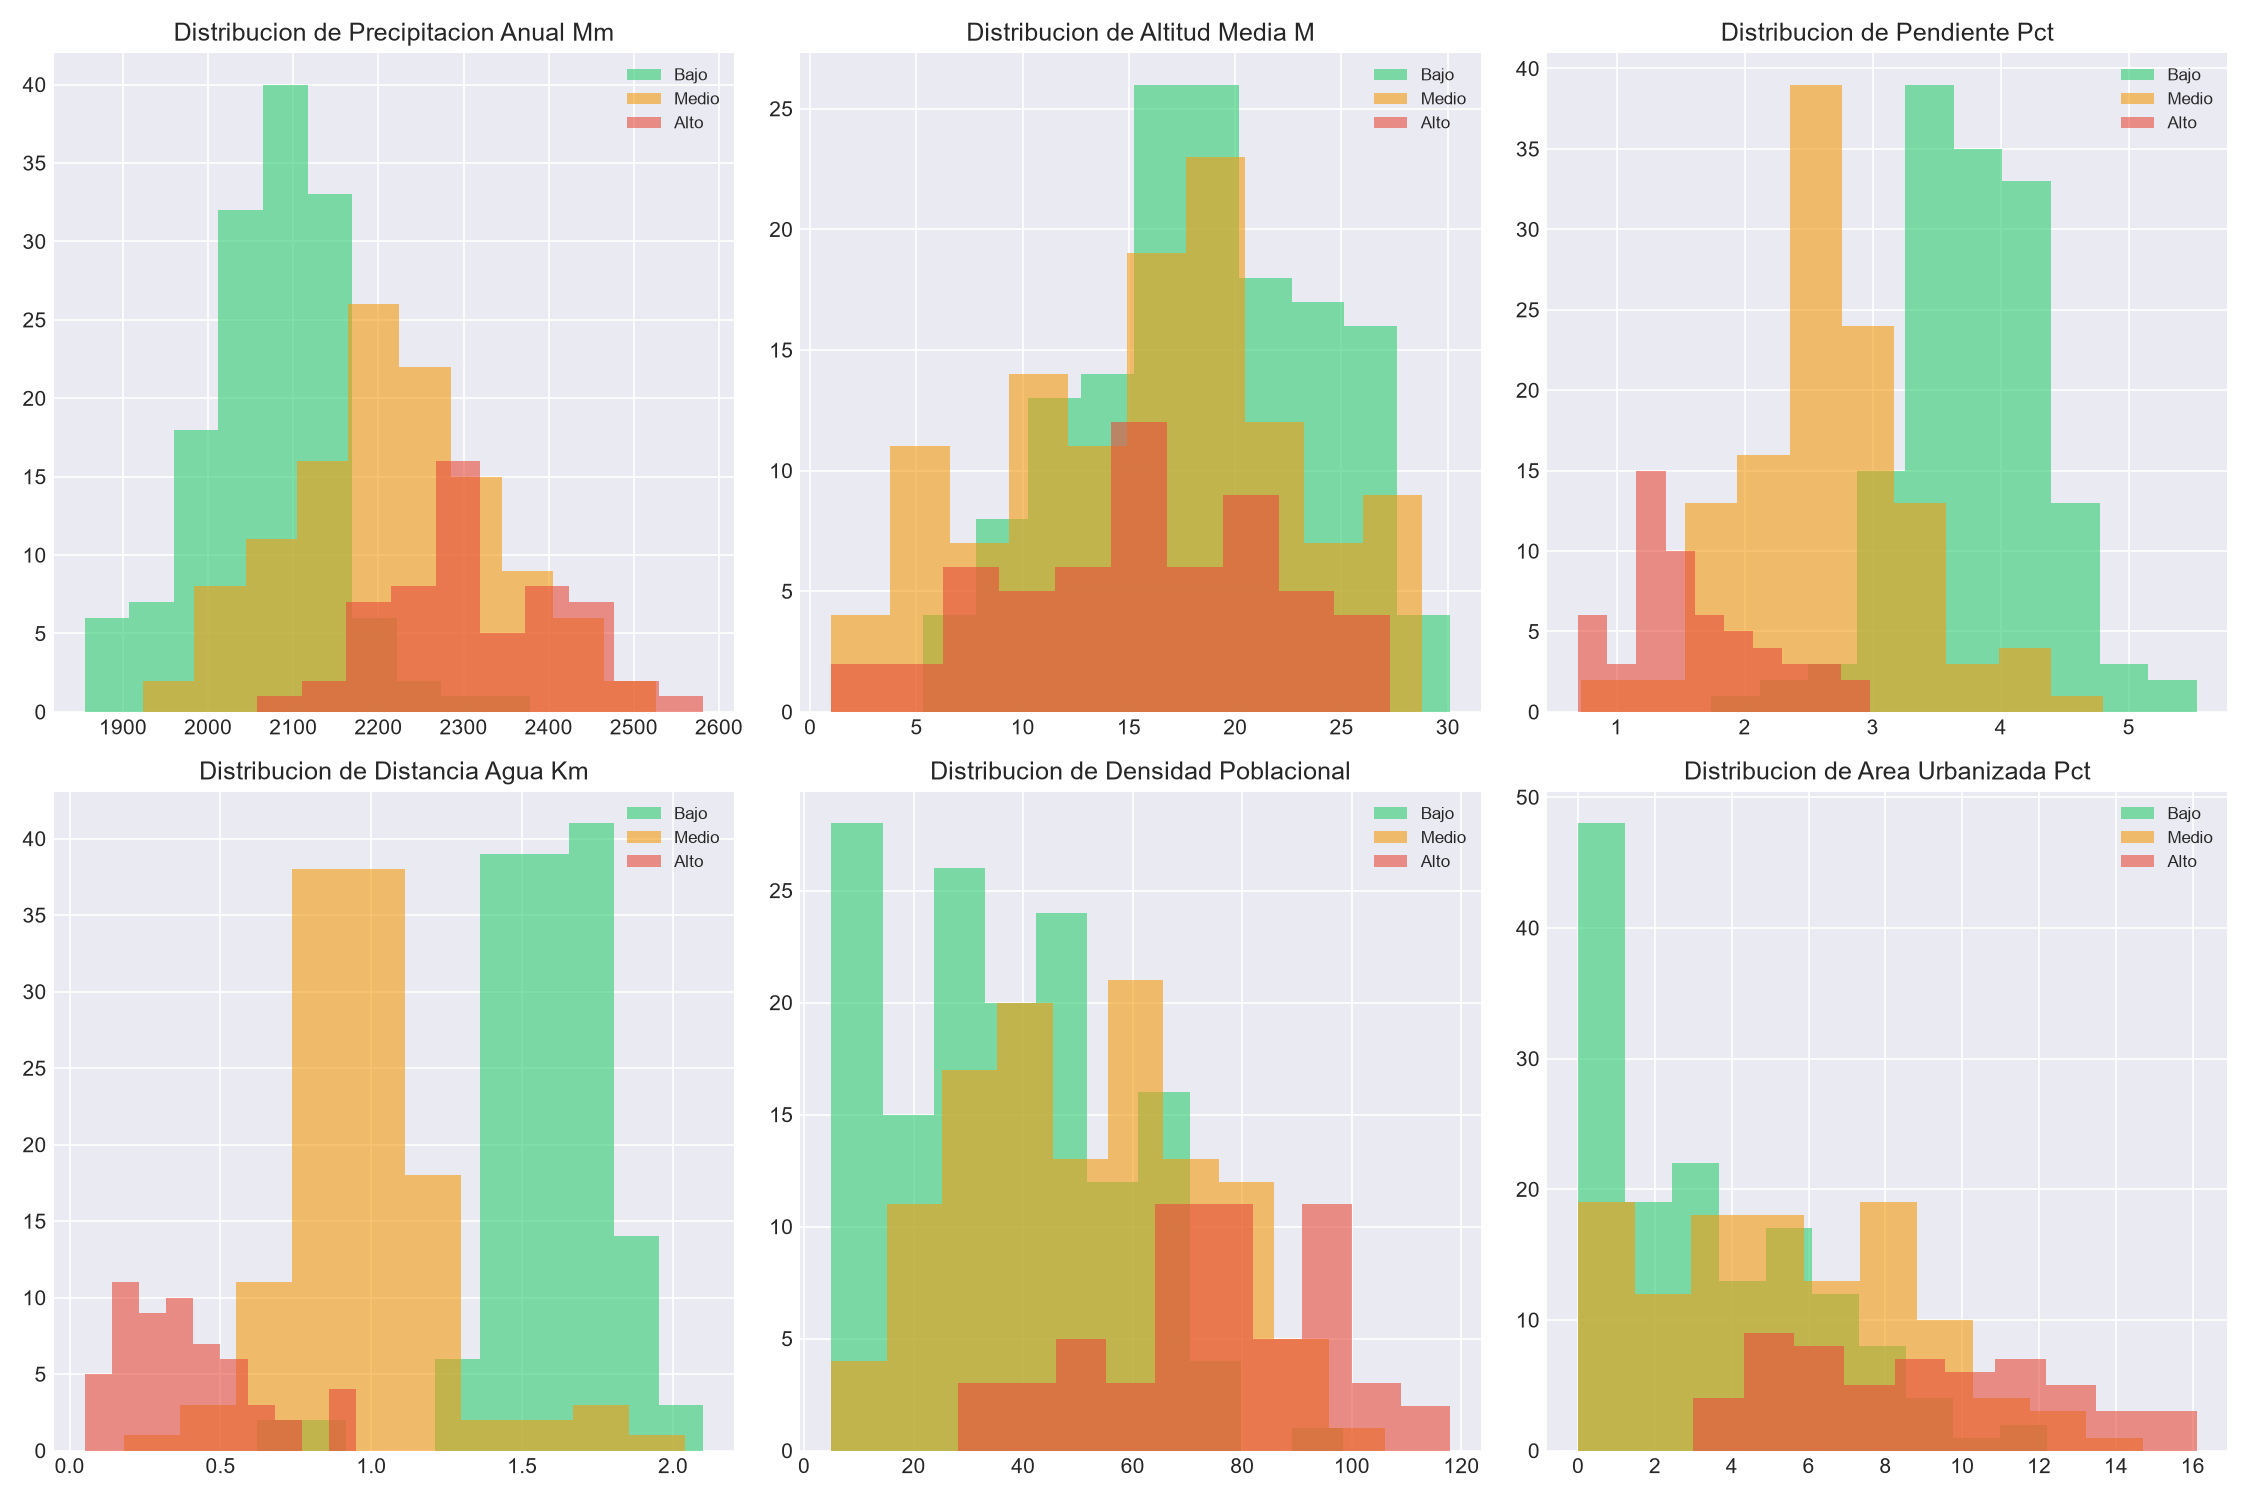 Distribucion de Precipitacion Anual Mm
Bajo
Medio
Alto
40
35
30
25
20
15
10
5
0
1900 2000 2100 2200 2300 2400 2500 2600
Distribucion de Altitud Media M
Bajo
Medio
Alto
25
20
15
10
5
0
0 5 10 15 20 25 30
Distribucion de Pendiente Pct
Bajo
Medio
Alto
40
35
30
25
20
15
10
5
0
1 2 3 4 5
Distribucion de Distancia Agua Km
Bajo
Medio
Alto
40
35
30
25
20
15
10
5
0
0.0 0.5 1.0 1.5 2.0
Distribucion de Densidad Poblacional
Bajo
Medio
Alto
25
20
15
10
5
0
0 20 40 60 80 100 120
Distribucion de Area Urbanizada Pct
Bajo
Medio
Alto
50
40
30
20
10
0
0 2 4 6 8 10 12 14 16